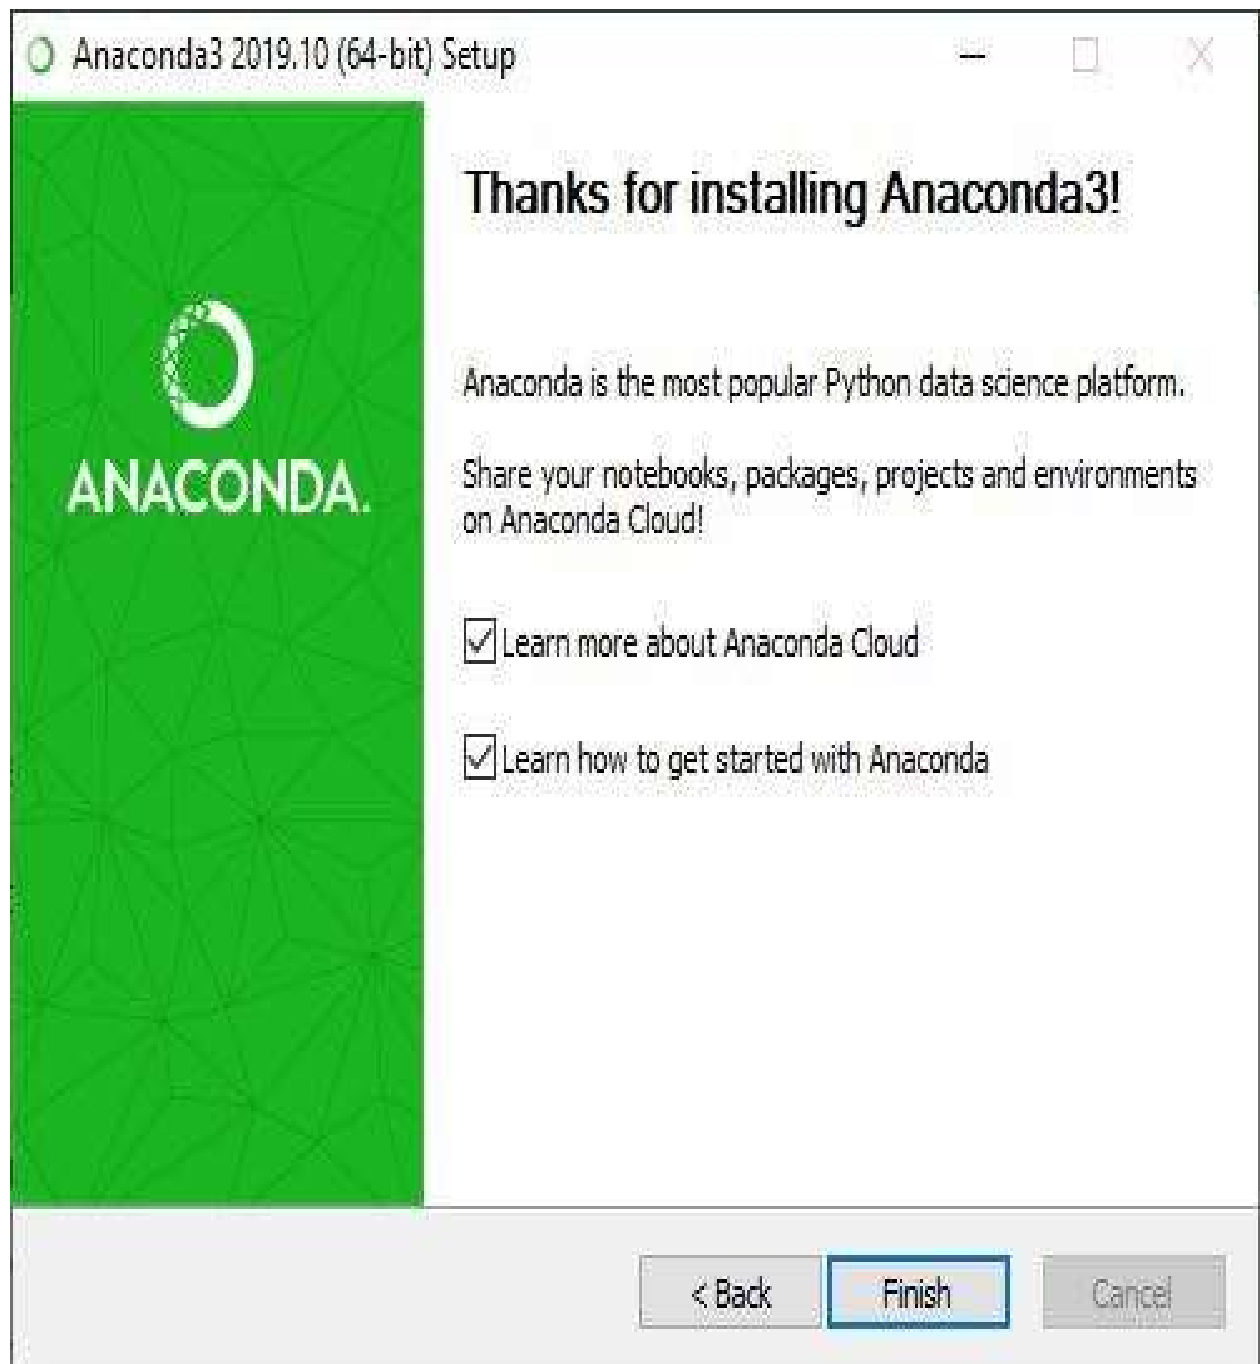 Anaconda3 2019.10 (64-bit) Setup
ANACONDA.
Thanks for installing Anaconda3!
Anaconda is the most popular Python data science platform.
Share your notebooks, packages, projects and environments
on Anaconda Cloud!
Learn more about Anaconda Cloud
Learn how to get started with Anaconda
< Back
Finish
Cancel